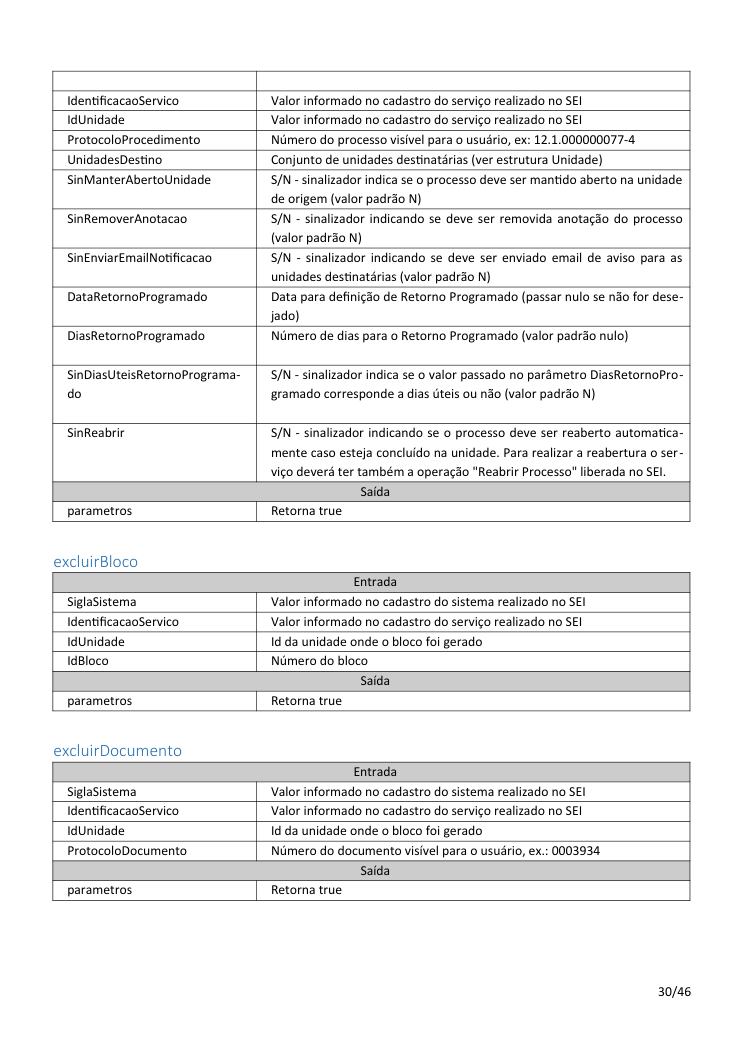 IdentificacaoServico Valor informado no cadastro do serviço realizado no SEI
IdUnidade Valor informado no cadastro do serviço realizado no SEI
ProtocoloProcedimento Número do processo visível para o usuário, ex: 12.1.000000077-4
UnidadesDestino Conjunto de unidades destinatárias (ver estrutura Unidade)
SinManterAbertoUnidade S/N - sinalizador indica se o processo deve ser mantido aberto na unidade
de origem (valor padrão N)
SinRemoverAnotacao S/N - sinalizador indicando se deve ser removida anotação do processo
(valor padrão N)
SinEnviarEmailNotificacao S/N - sinalizador indicando se deve ser enviado email de aviso para as
unidades destinatárias (valor padrão N)
DataRetornoProgramado Data para definição de Retorno Programado (passar nulo se não for dese-
jado)
DiasRetornoProgramado Número de dias para o Retorno Programado (valor padrão nulo)
SinDiasUteisRetornoPrograma- S/N - sinalizador indica se o valor passado no parâmetro DiasRetornoPro-
do gramado corresponde a dias úteis ou não (valor padrão N)
SinReabrir S/N - sinalizador indicando se o processo deve ser reaberto automatica-
mente caso esteja concluído na unidade. Para realizar a reabertura o ser-
viço deverá ter também a operação "Reabrir Processo" liberada no SEI.
Saída
parametros Retorna true
excluirBloco
Entrada
SiglaSistema Valor informado no cadastro do sistema realizado no SEI
IdentificacaoServico Valor informado no cadastro do serviço realizado no SEI
IdUnidade Id da unidade onde o bloco foi gerado
IdBloco Número do bloco
Saída
parametros Retorna true
excluirDocumento
Entrada
SiglaSistema Valor informado no cadastro do sistema realizado no SEI
IdentificacaoServico Valor informado no cadastro do serviço realizado no SEI
IdUnidade Id da unidade onde o bloco foi gerado
ProtocoloDocumento Número do documento visível para o usuário, ex.: 0003934
Saída
parametros Retorna true
30/46